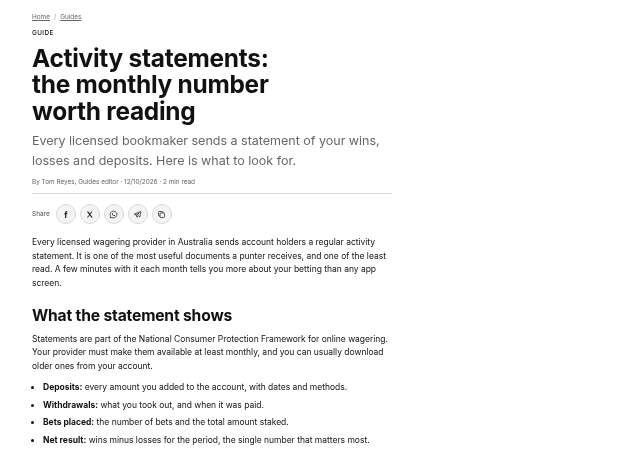 Home / Guides
GUIDE
Activity statements:
the monthly number
worth reading
Every licensed bookmaker sends a statement of your wins,
losses and deposits. Here is what to look for.
By Tom Reyes, Guides editor · 12/10/2026 · 2 min read
Share
Every licensed wagering provider in Australia sends account holders a regular activity
statement. It is one of the most useful documents a punter receives, and one of the least
read. A few minutes with it each month tells you more about your betting than any app
screen.
What the statement shows
Statements are part of the National Consumer Protection Framework for online wagering.
Your provider must make them available at least monthly, and you can usually download
older ones from your account.
• Deposits: every amount you added to the account, with dates and methods.
• Withdrawals: what you took out, and when it was paid.
• Bets placed: the number of bets and the total amount staked.
• Net result: wins minus losses for the period, the single number that matters most.